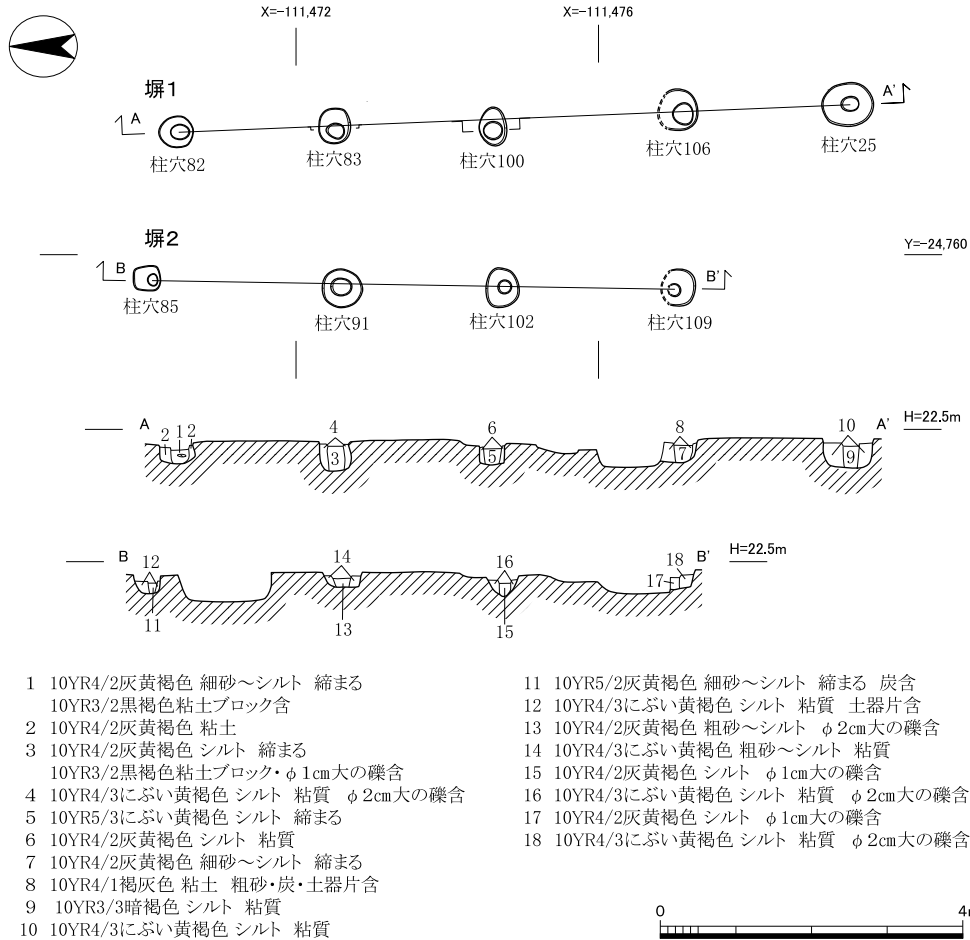 X=-111,472
X=-111,476
塀1
A
A'
柱穴82
柱穴83
柱穴100
柱穴106
柱穴25
塀2
Y=-24,760
B
B'
柱穴85
柱穴91
柱穴102
柱穴109
A
2
1
2
4
3
6
5
8
7
10
9
A'
H=22.5m
B
12
11
14
13
16
15
17
18
B'
H=22.5m
1 10YR4/2灰黄褐色 細砂～シルト 締まる
10YR3/2黒褐色粘土ブロック含
2 10YR4/2灰黄褐色 粘土
3 10YR4/2灰黄褐色 シルト 締まる
10YR3/2黒褐色粘土ブロック・φ1cm大の礫含
4 10YR4/3にぶい黄褐色 シルト 粘質 φ2cm大の礫含
5 10YR5/3にぶい黄褐色 シルト 締まる
6 10YR4/2灰黄褐色 シルト 粘質
7 10YR4/2灰黄褐色 細砂～シルト 締まる
8 10YR4/1褐灰色 粘土 粗砂・炭・土器片含
9 10YR3/3暗褐色 シルト 粘質
10 10YR4/3にぶい黄褐色 シルト 粘質
11 10YR5/2灰黄褐色 細砂～シルト 締まる 炭含
12 10YR4/3にぶい黄褐色 シルト 粘質 土器片含
13 10YR4/2灰黄褐色 粗砂～シルト φ2cm大の礫含
14 10YR4/3にぶい黄褐色 粗砂～シルト 粘質
15 10YR4/2灰黄褐色 シルト φ1cm大の礫含
16 10YR4/3にぶい黄褐色 シルト 粘質 φ2cm大の礫含
17 10YR4/2灰黄褐色 シルト φ1cm大の礫含
18 10YR4/3にぶい黄褐色 シルト 粘質 φ2cm大の礫含
0
4